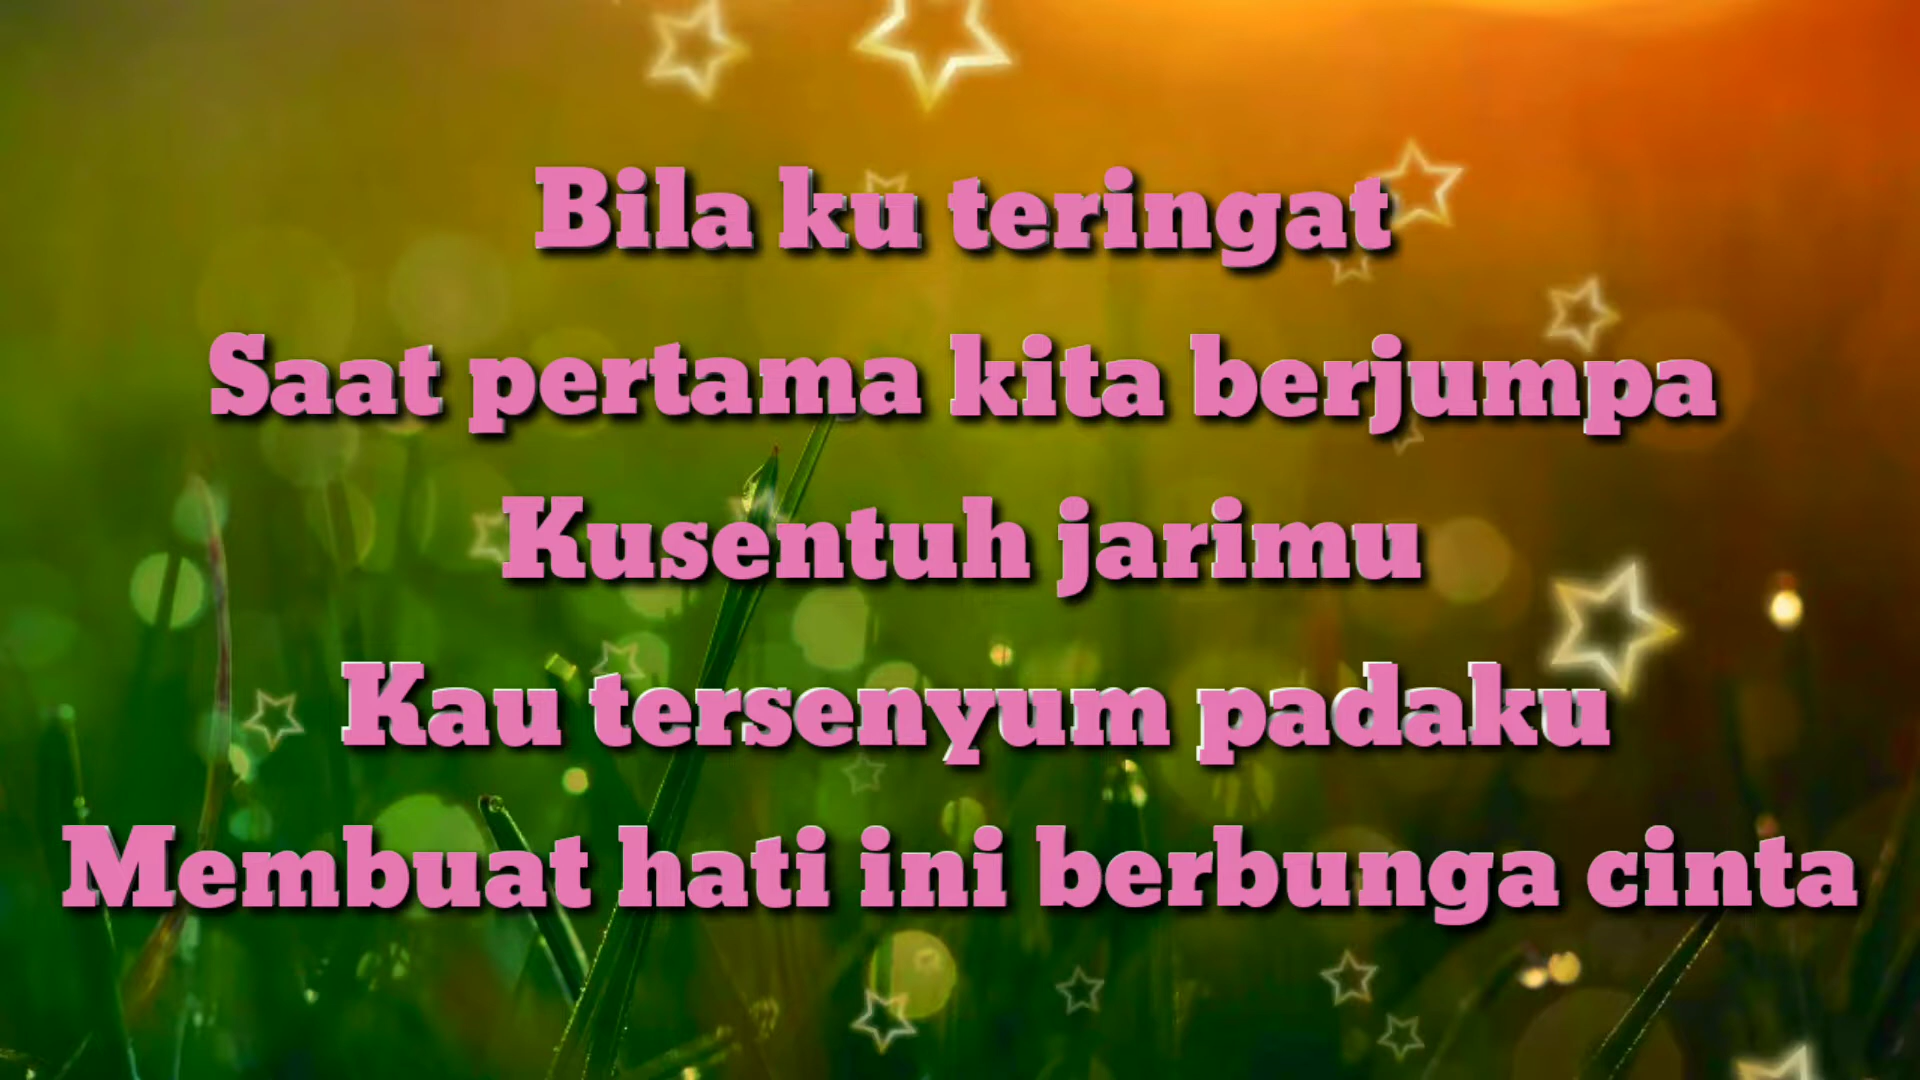 Bila ku teringat
Saat pertama kita berjumpa
Kusentuh jarimu
Kau tersenyum padaku
Membuat hati ini berbunga cinta